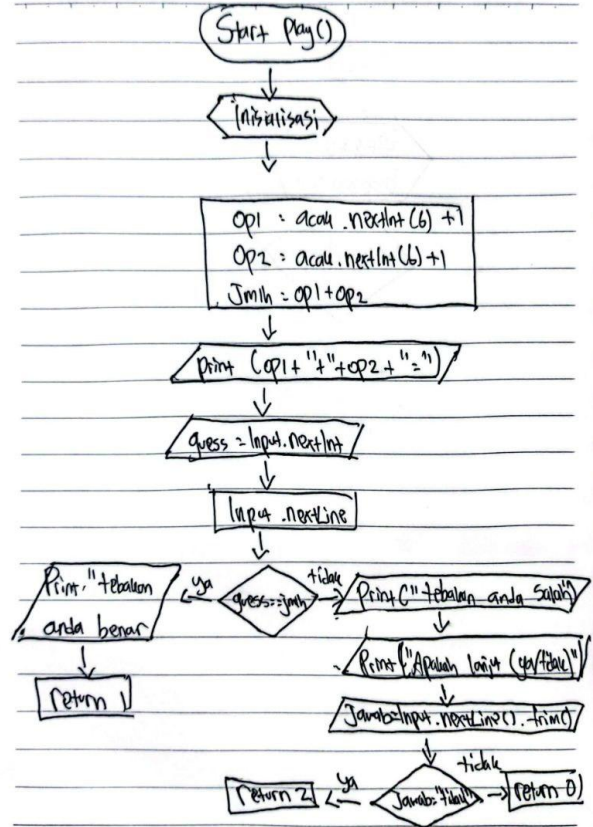 Start Play()
Inisialisasi
Op1 = acak.nextInt(6) +1
Op2 = acak.nextInt(6)+1
Jmlh = op1+op2
print (op1+"+"+op2+"=")
guess = Input.nextInt
Input.nextLine
ya
guess==jmlh
tidak
Print "tebakan
anda benar
return 1
Print("tebakan anda salah")
Print("Apakah lanjut (ya/tidak)")
Jawab=Input.nextLine().trim()
Jawab="tidak"
ya
return 2
tidak
return 0